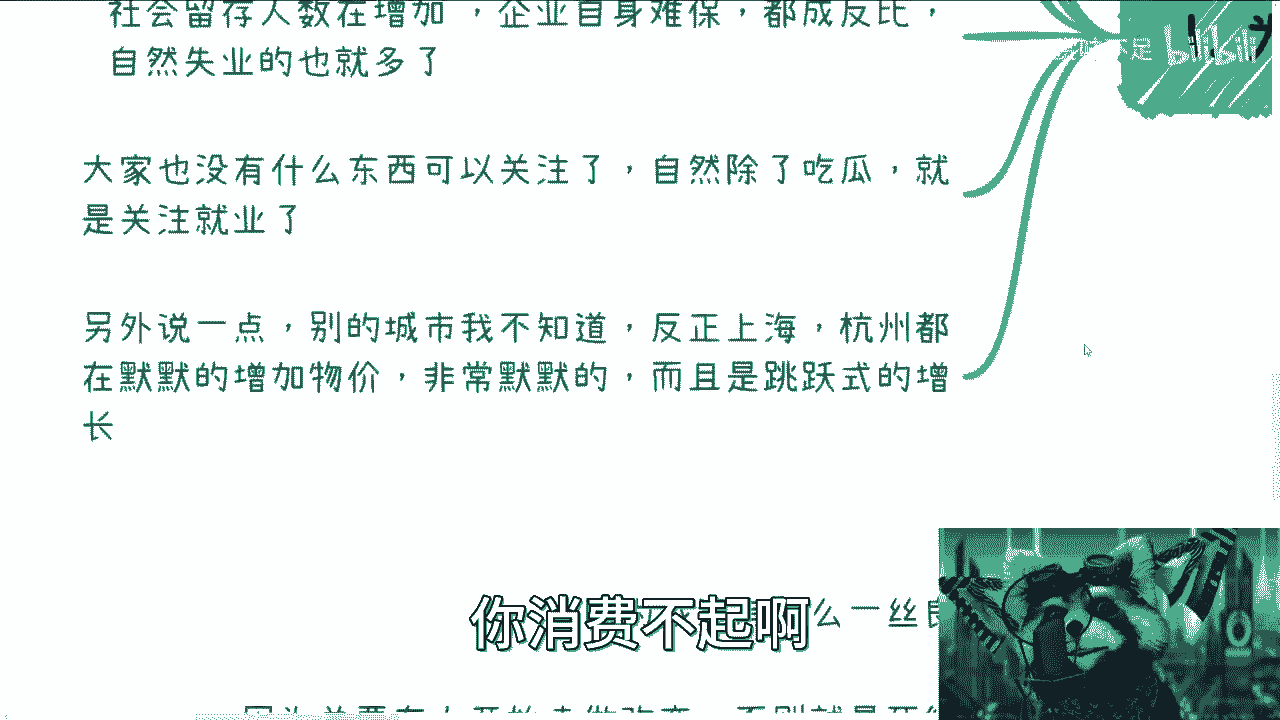 社会留存人数在增加 ，企业自身难保，都成反比，
自然失业的也就多了
大家也没有什么东西可以关注了，自然除了吃瓜，就
是关注就业了
另外说一点，别的城市我不知道，反正上海，杭州都
在默默的增加物价，非常默默的，而且是跳跃式的增
长
你消费不起啊
么一丝
bilibili